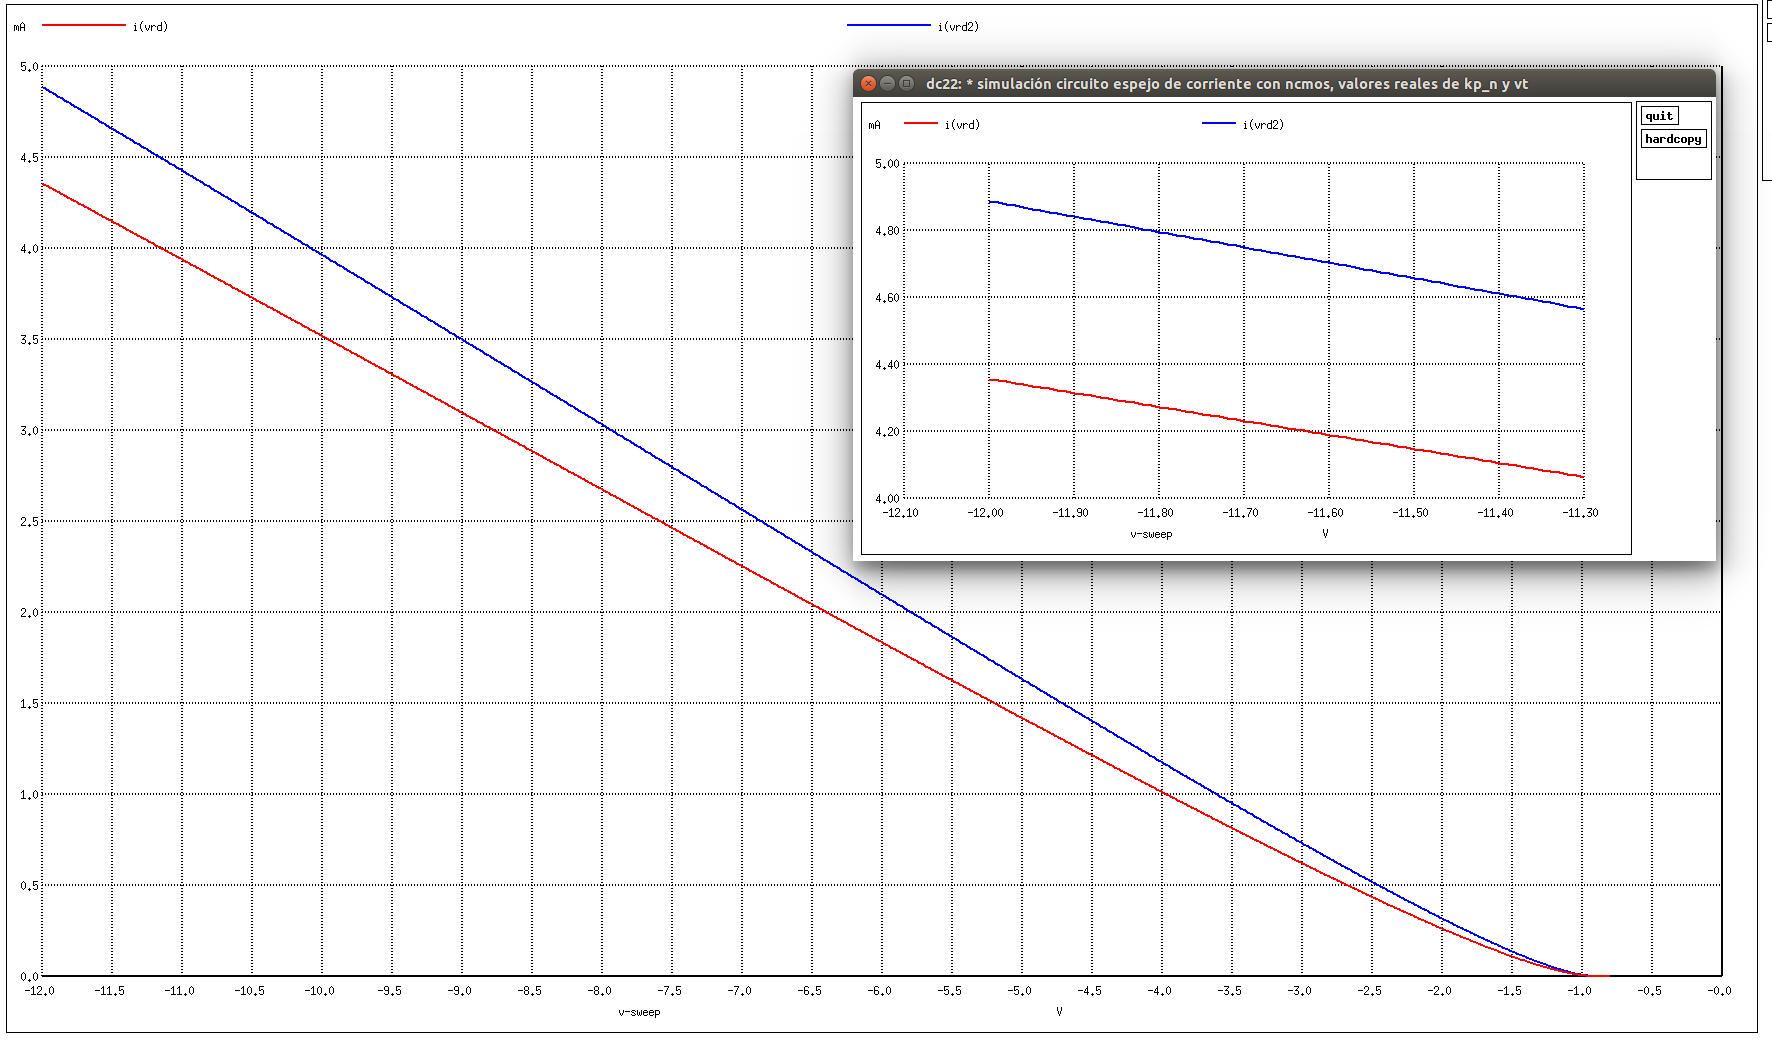 mA i(vrd) i(vrd2)
5.0
4.5
4.0
3.5
3.0
2.5
2.0
1.5
1.0
0.5
0.0
-12.0 -11.5 -11.0 -10.5 -10.0 -9.5 -9.0 -8.5 -8.0 -7.5 -7.0 -6.5 -6.0 -5.5 -5.0 -4.5 -4.0 -3.5 -3.0 -2.5 -2.0 -1.5 -1.0 -0.5 -0.0
v-sweep V
dc22: * simulación circuito espejo de corriente con ncmos, valores reales de kp_n y vt
mA i(vrd) i(vrd2)
quit
hardcopy
5.00
4.80
4.60
4.40
4.20
4.00
-12.10 -12.00 -11.90 -11.80 -11.70 -11.60 -11.50 -11.40 -11.30
v-sweep V